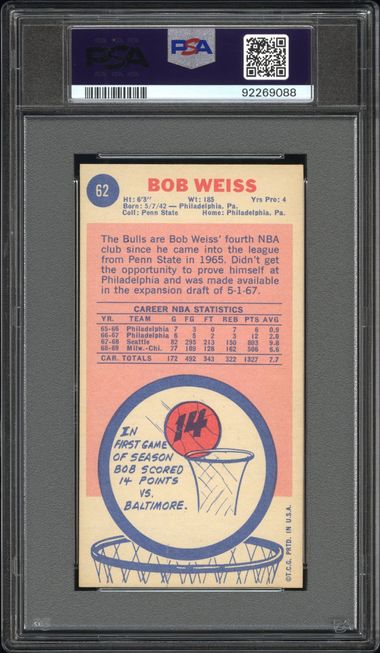 PSA
PSA
92269088
62
BOB WEISS
Ht: 6'3" Wt: 185 Yrs Pro: 4
Born: 5/7/42 — Philadelphia, Pa.
Coll: Penn State Home: Philadelphia, Pa.
The Bulls are Bob Weiss' fourth NBA
club since he came into the league
from Penn State in 1965. Didn't get
the opportunity to prove himself at
Philadelphia and was made available
in the expansion draft of
5-1-67.
CAREER NBA STATISTICS
YR. TEAM G FG FT REB PTS AVG
65-66 Philadelphia 7 3 0 7 6 0.9
66-67 Philadelphia 6 5 2 3 12 2.0
67-68 Seattle 82 295 213 150 803 9.8
68-69 Milw.-Chi. 77 189 128 162 506 6.6
CAR. TOTALS 172 492 343 322 1327 7.7
14
IN
FIRST GAME
OF SEASON
BOB SCORED
14 POINTS
VS.
BALTIMORE.
©T.C.G. PRTD. IN U.S.A.